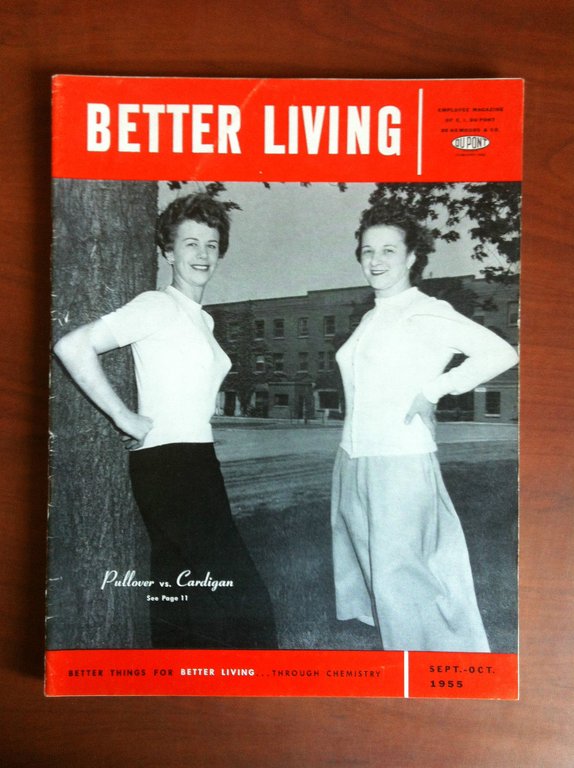 BETTER LIVING
EMPLOYEE MAGAZINE
OF E. I. DU PONT
DE NEMOURS & CO.
DU PONT
Pullover vs. Cardigan
See Page 11
BETTER THINGS FOR BETTER LIVING...THROUGH CHEMISTRY
SEPT.-OCT.
1955